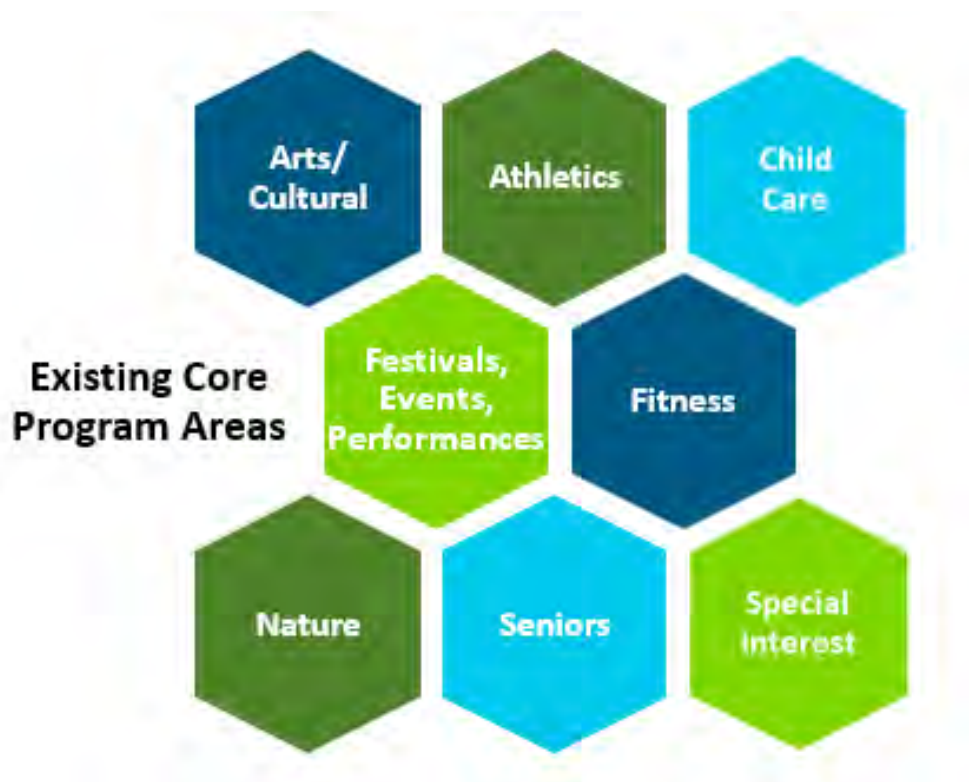 Arts/
Cultural
Athletics
Child
Care
Existing Core
Program Areas
Festivals,
Events,
Performances
Fitness
Nature
Seniors
Special
Interest